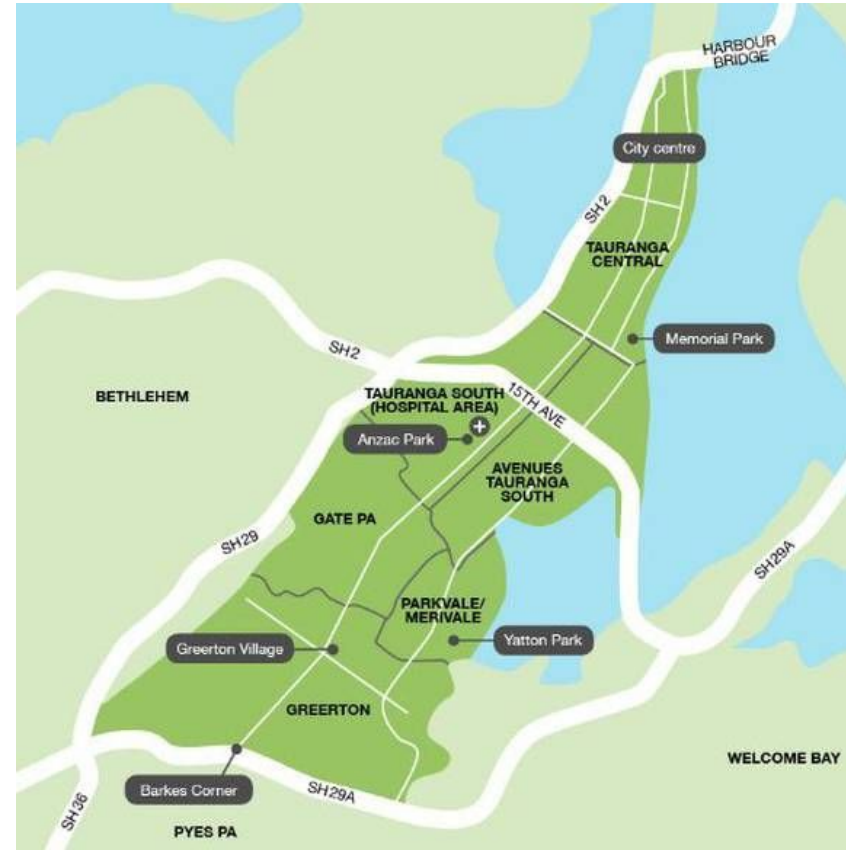 HARBOUR
BRIDGE
City centre
SH2
TAURANGA
CENTRAL
Memorial Park
SH2
BETHLEHEM
TAURANGA SOUTH
(HOSPITAL AREA)
15TH AVE
Anzac Park
AVENUES
TAURANGA
SOUTH
GATE PA
SH29
SH29A
PARKVALE/
MERIVALE
Greerton Village
Yatton Park
GREERTON
WELCOME BAY
Barkes Corner
SH29A
SH36
PYES PA